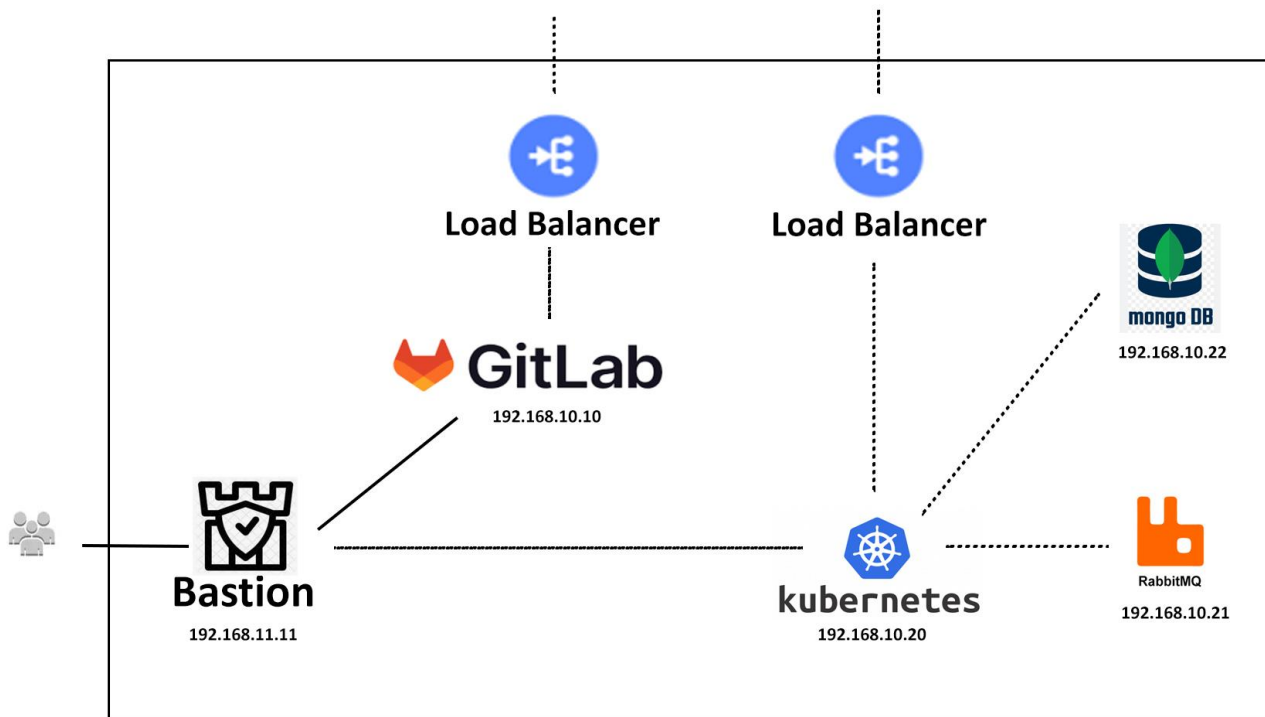 Load Balancer
Load Balancer
mongo DB
192.168.10.22
GitLab
192.168.10.10
Bastion
192.168.11.11
kubernetes
192.168.10.20
RabbitMQ
192.168.10.21